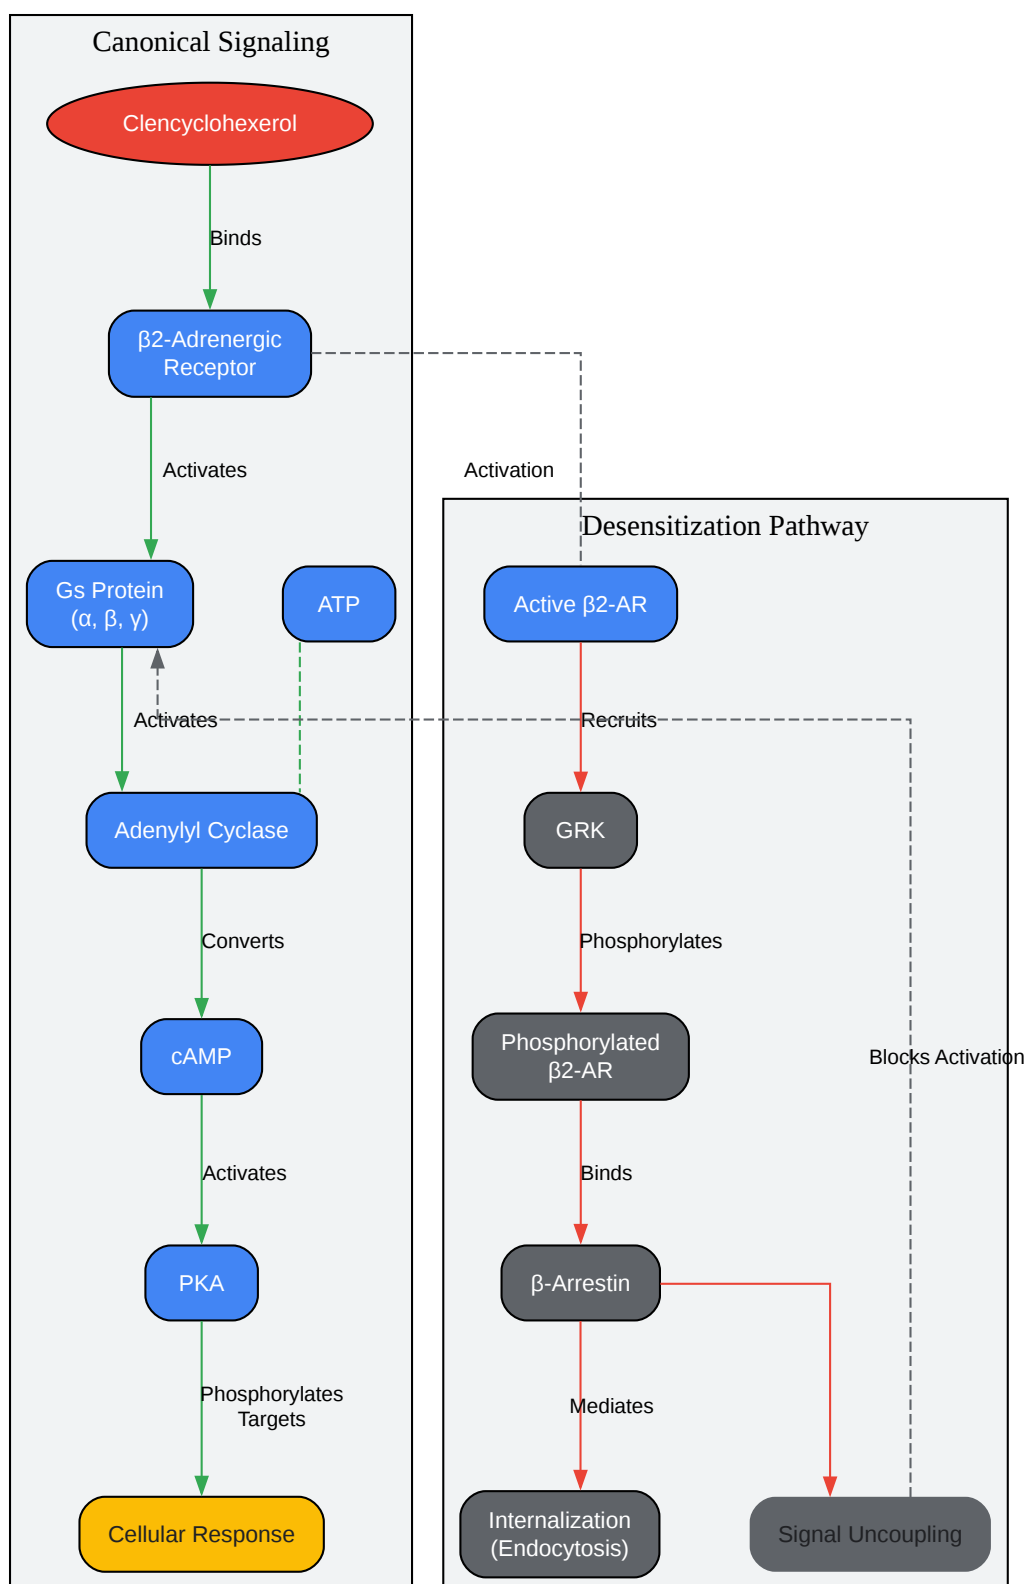 Canonical Signaling
Clencyclohexerol
Binds
β2-Adrenergic
Receptor
Activates
Gs Protein
(α, β, γ)
ATP
Activates
Adenylyl Cyclase
Converts
cAMP
Activates
PKA
Phosphorylates
Targets
Cellular Response
Activation
Desensitization Pathway
Active β2-AR
Recruits
GRK
Phosphorylates
Phosphorylated
β2-AR
Blocks Activation
Binds
β-Arrestin
Mediates
Internalization
(Endocytosis)
Signal Uncoupling